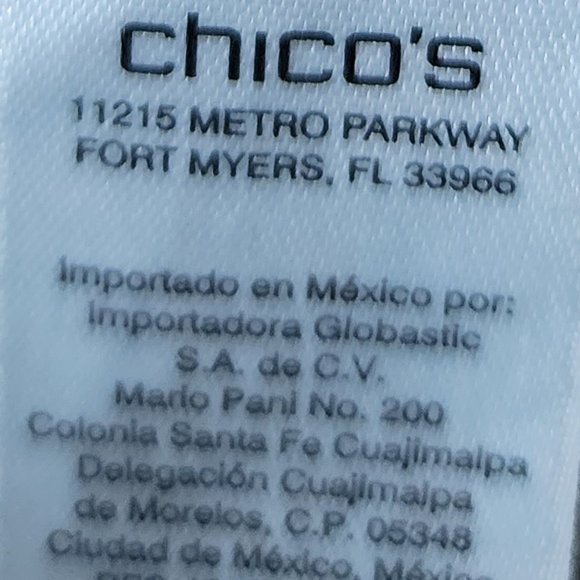 chico's
11215 METRO PARKWAY
FORT MYERS, FL 33966
Importado en México por:
Importadora Globastic
S.A. de C.V.
Mario Pani No. 200
Colonia Santa Fe Cuajimalpa
Delegación Cuajimalpa
de Morelos, C.P. 05348
Ciudad de México, México